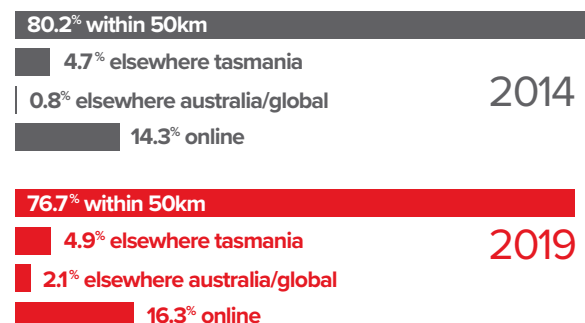 80.2% within 50km
4.7% elsewhere tasmania
0.8% elsewhere australia/global
2014
14.3% online
76.7% within 50km
4.9% elsewhere tasmania
2019
2.1% elsewhere australia/global
16.3% online